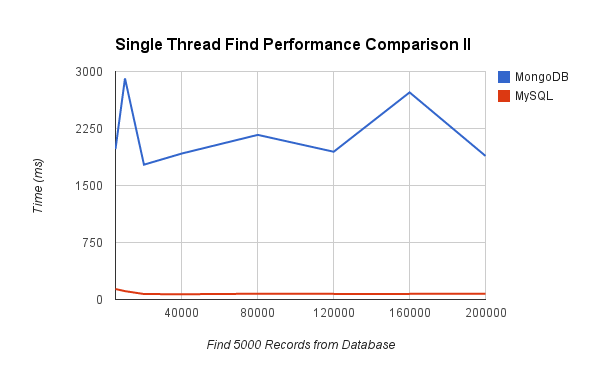 Single Thread Find Performance Comparison II
3000
2250
1500
750
0
Time (ms)
40000
80000
120000
160000
200000
Find 5000 Records from Database
MongoDB
MySQL